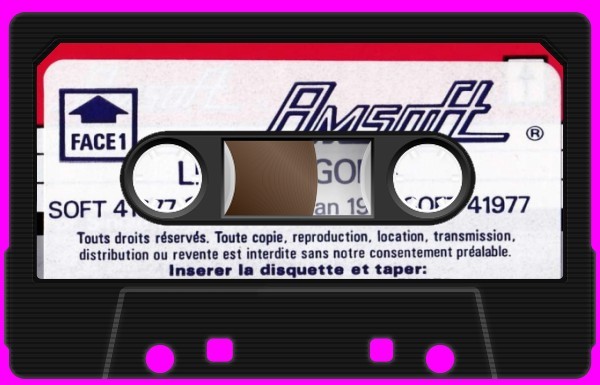 Amsoft ®
FACE 1
SOFT 41977
Touts droits réservés. Toute copie, reproduction, location, transmission,
distribution ou revente est interdite sans notre consentement préalable.
Inserer la disquette et taper: